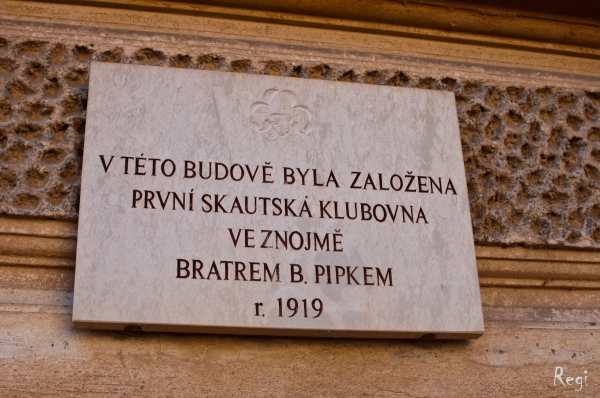 V TÉTO BUDOVĚ BYLA ZALOŽENA
PRVNÍ SKAUTSKÁ KLUBOVNA
VE ZNOJMĚ
BRATREM B. PIPKEM
r. 1919
Regi